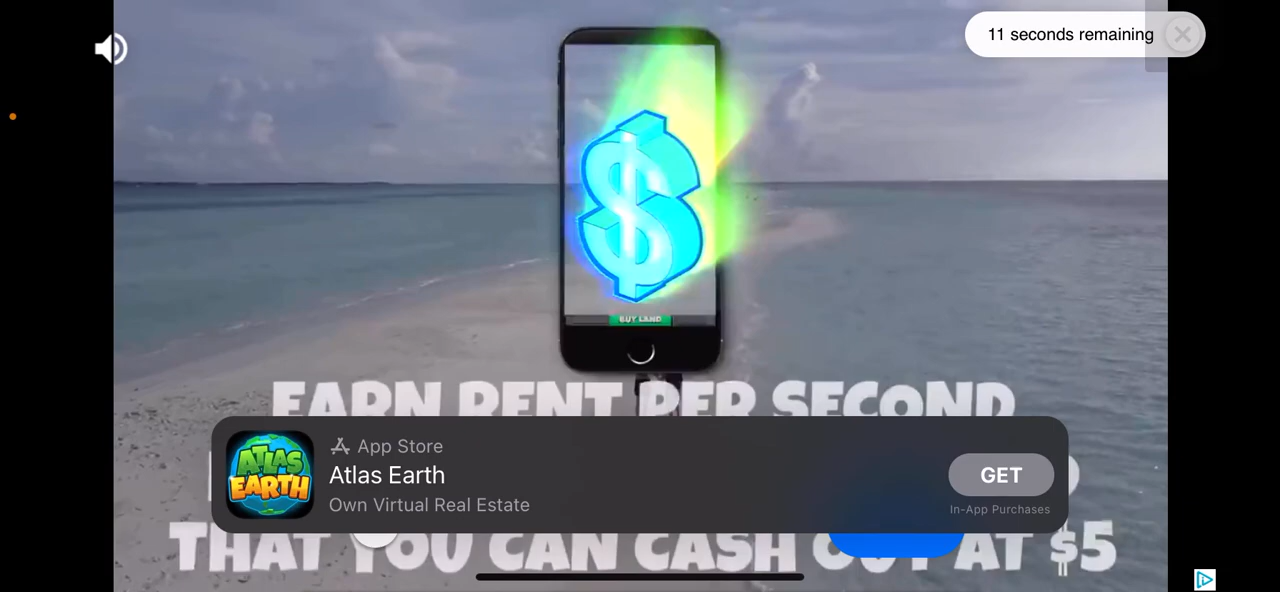 11 seconds remaining
BUY LAND
EARN RENT PER SECOND
App Store
ATLAS
EARTH
Atlas Earth
Own Virtual Real Estate
GET
In-App Purchases
THAT YOU CAN CASH OUT AT $5